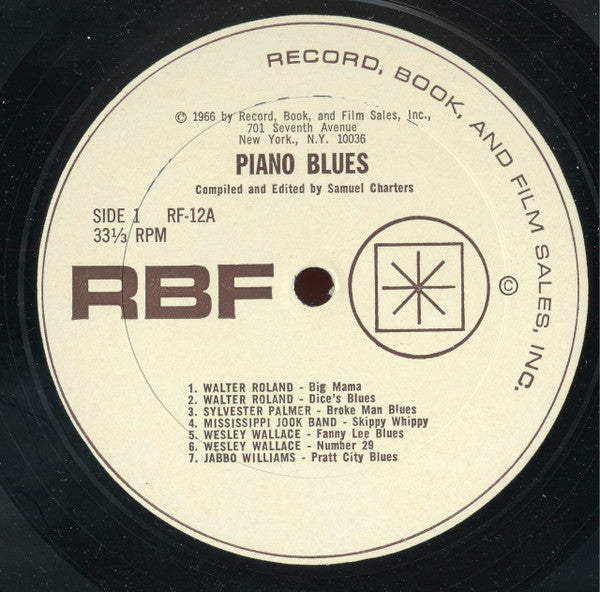 RECORD, BOOK, AND FILM SALES, INC.
© 1966 by Record, Book, and Film Sales, Inc.,
701 Seventh Avenue
New York., N.Y. 10036
PIANO BLUES
Compiled and Edited by Samuel Charters
SIDE 1 RF-12A
33⅓ RPM
RBF
©
1. WALTER ROLAND - Big Mama
2. WALTER ROLAND - Dice's Blues
3. SYLVESTER PALMER - Broke Man Blues
4. MISSISSIPPI JOOK BAND - Skippy Whippy
5. WESLEY WALLACE - Fanny Lee Blues
6. WESLEY WALLACE - Number 29
7. JABBO WILLIAMS - Pratt City Blues